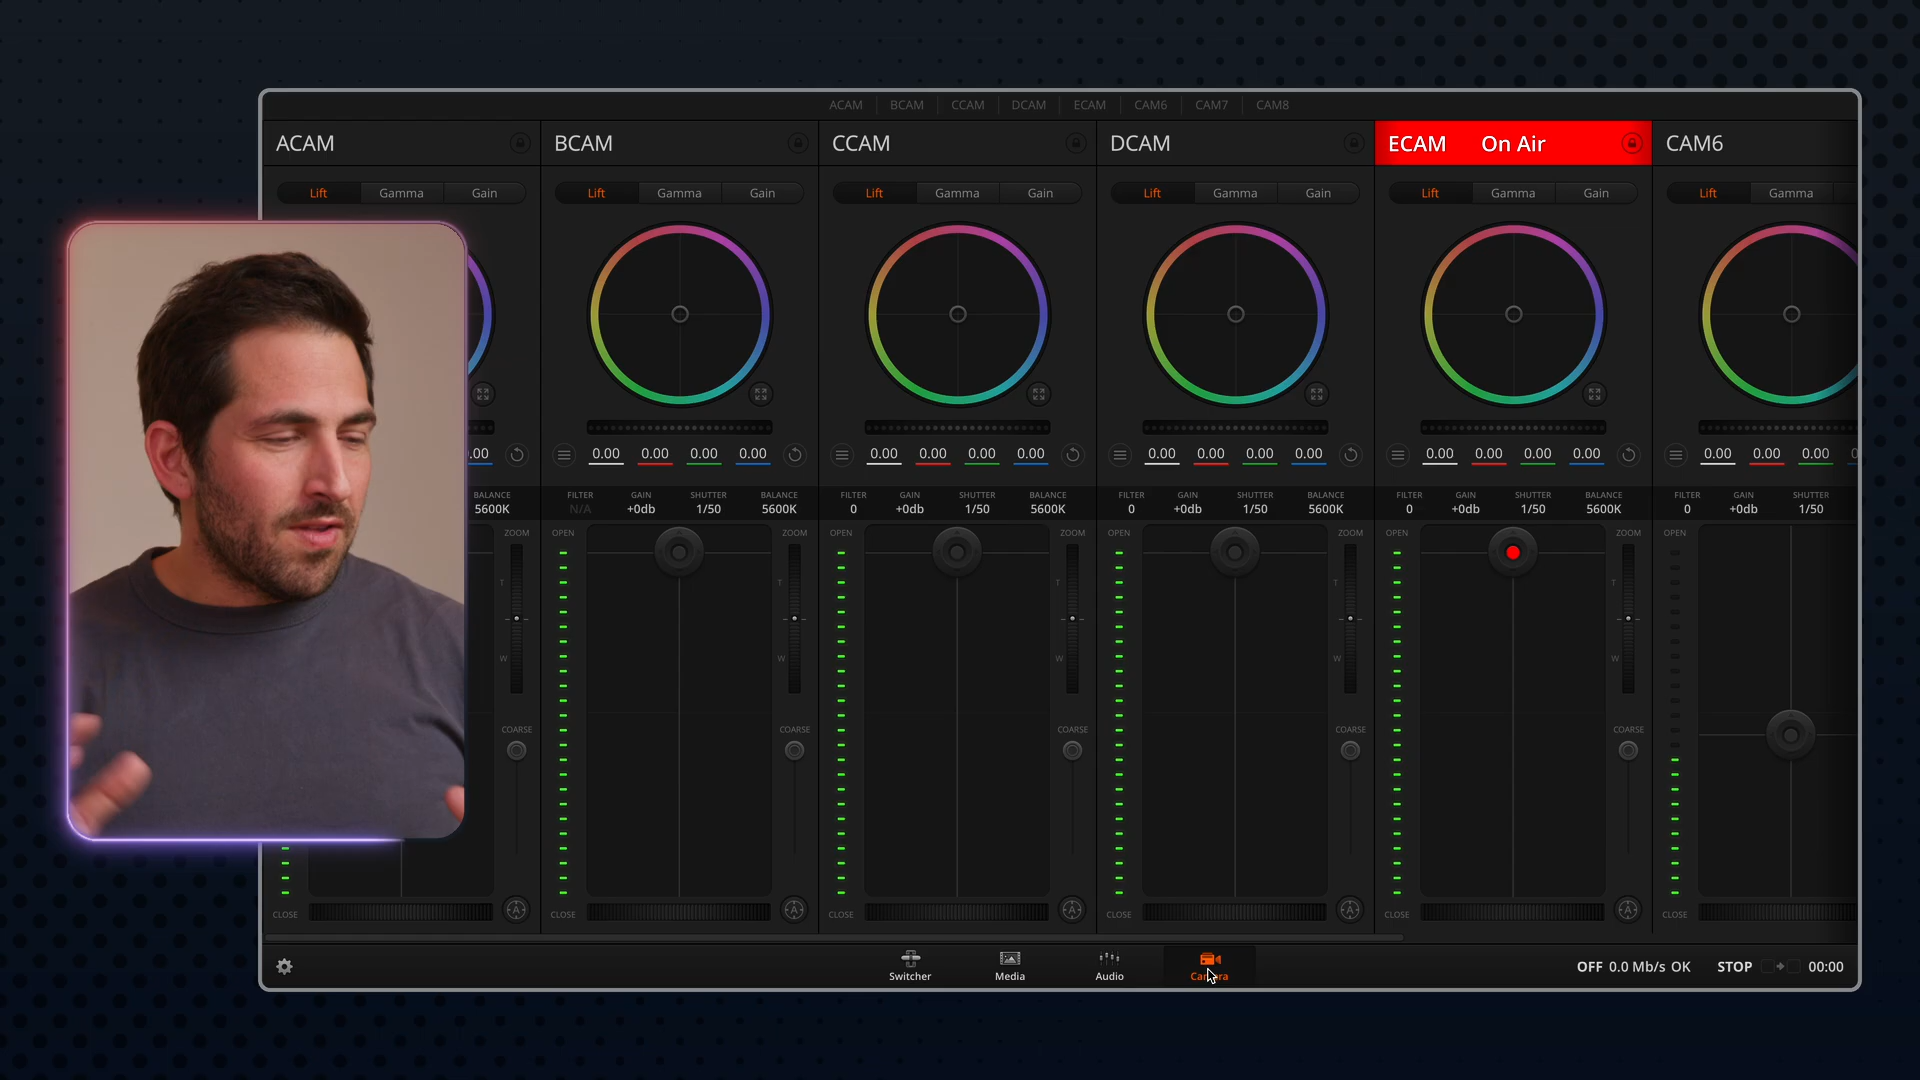 ACAM BCAM CCAM DCAM ECAM CAM6 CAM7 CAM8
ACAM BCAM CCAM DCAM ECAM On Air CAM6
Lift Gamma Gain Lift Gamma Gain Lift Gamma Gain Lift Gamma Gain Lift Gamma Gain Lift Gamma
.00 0.00 0.00 0.00 0.00 0.00 0.00 0.00 0.00 0.00 0.00 0.00 0.00 0.00 0.00 0.00 0.00 0.00 0.00 0.00
BALANCE FILTER GAIN SHUTTER BALANCE FILTER GAIN SHUTTER BALANCE FILTER GAIN SHUTTER BALANCE FILTER GAIN SHUTTER BALANCE FILTER GAIN SHUTTER
5600K N/A +0db 1/50 5600K 0 +0db 1/50 5600K 0 +0db 1/50 5600K 0 +0db 1/50 5600K 0 +0db 1/50
ZOOM OPEN ZOOM OPEN ZOOM OPEN ZOOM OPEN ZOOM OPEN
T T T T T
W W W W W
COARSE COARSE COARSE COARSE COARSE
A A A A A
CLOSE CLOSE CLOSE CLOSE CLOSE CLOSE
Switcher Media Audio Camera OFF 0.0 Mb/s OK STOP 00:00